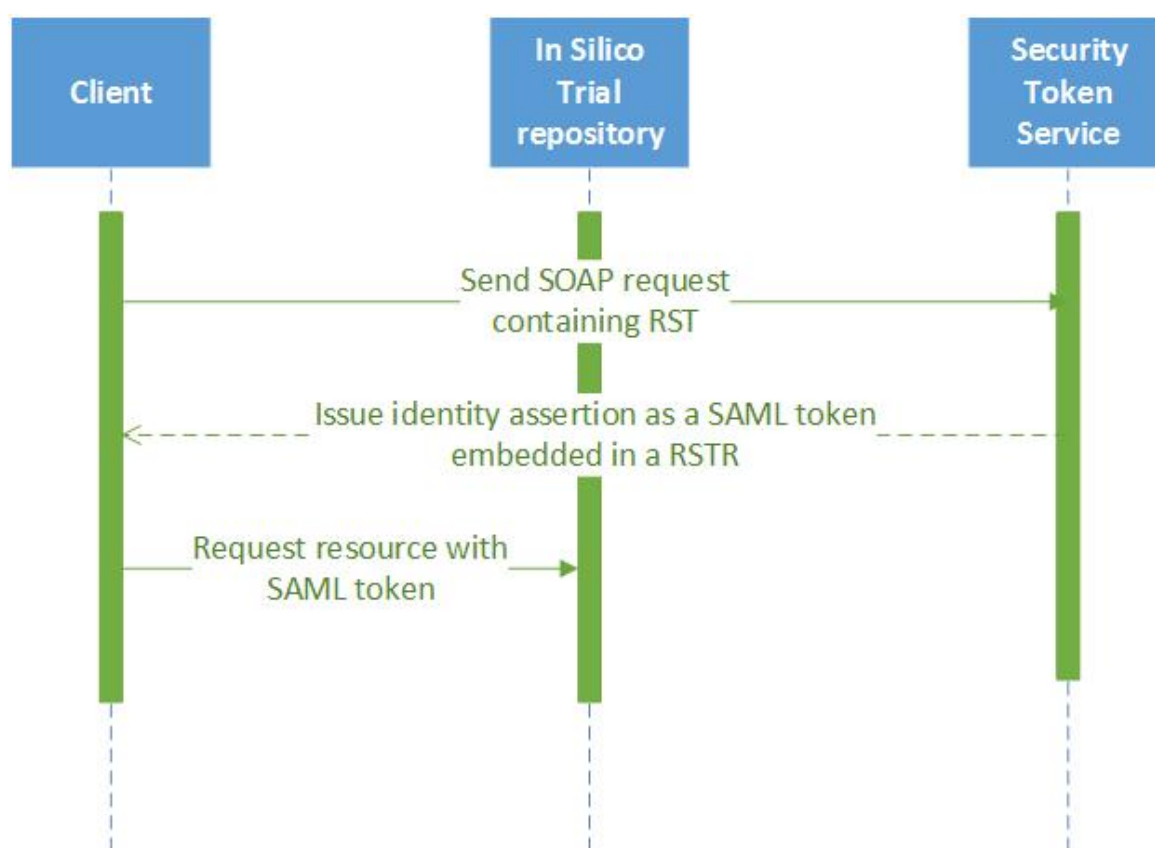 Client
In Silico
Trial
repository
Security
Token
Service
Send SOAP request
containing RST
Issue identity assertion as a SAML token
embedded in a RSTR
Request resource with
SAML token